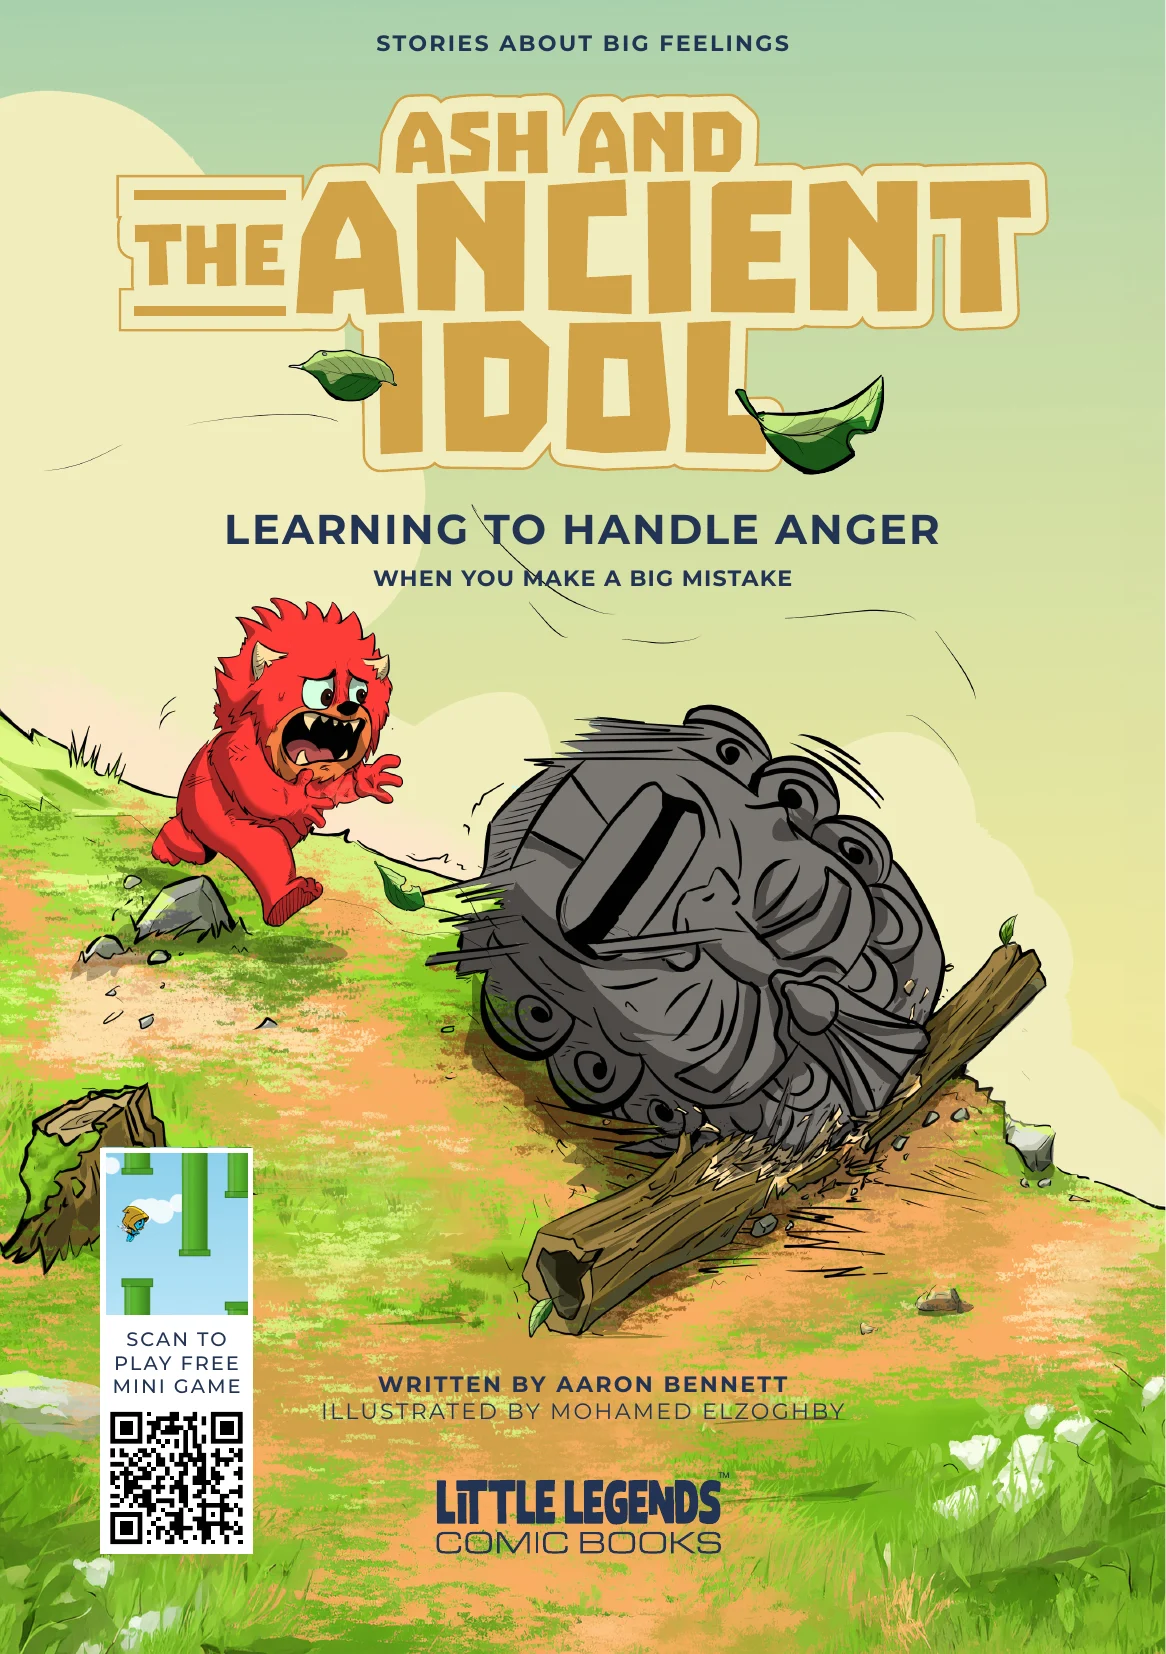 STORIES ABOUT BIG FEELINGS
ASH AND
THE ANCIENT
IDOL
LEARNING TO HANDLE ANGER
WHEN YOU MAKE A BIG MISTAKE
SCAN TO
PLAY FREE
MINI GAME
WRITTEN BY AARON BENNETT
ILLUSTRATED BY MOHAMED ELZOGHBY
LITTLE LEGENDS™
COMIC BOOKS